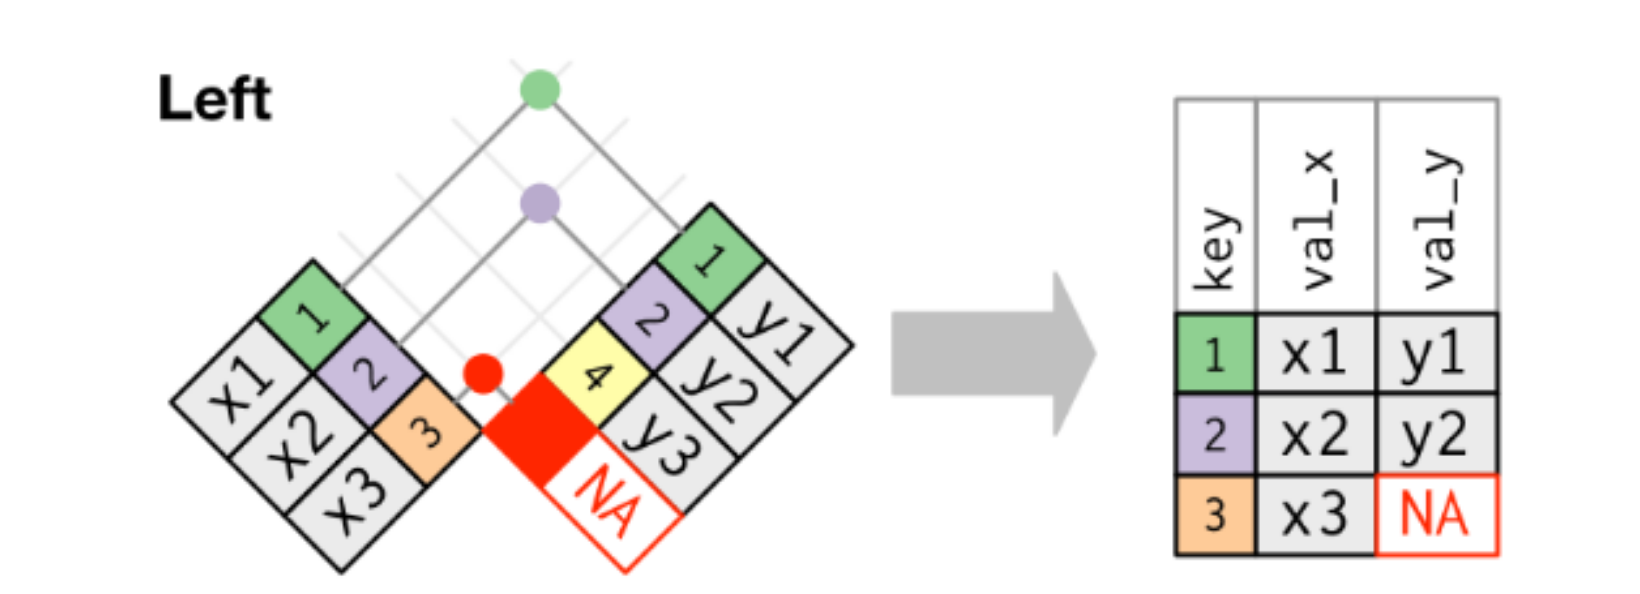 Left
1 x1
2 x2
3 x3
1 y1
2 y2
4 y3
NA
key val_x val_y
1 x1 y1
2 x2 y2
3 x3 NA